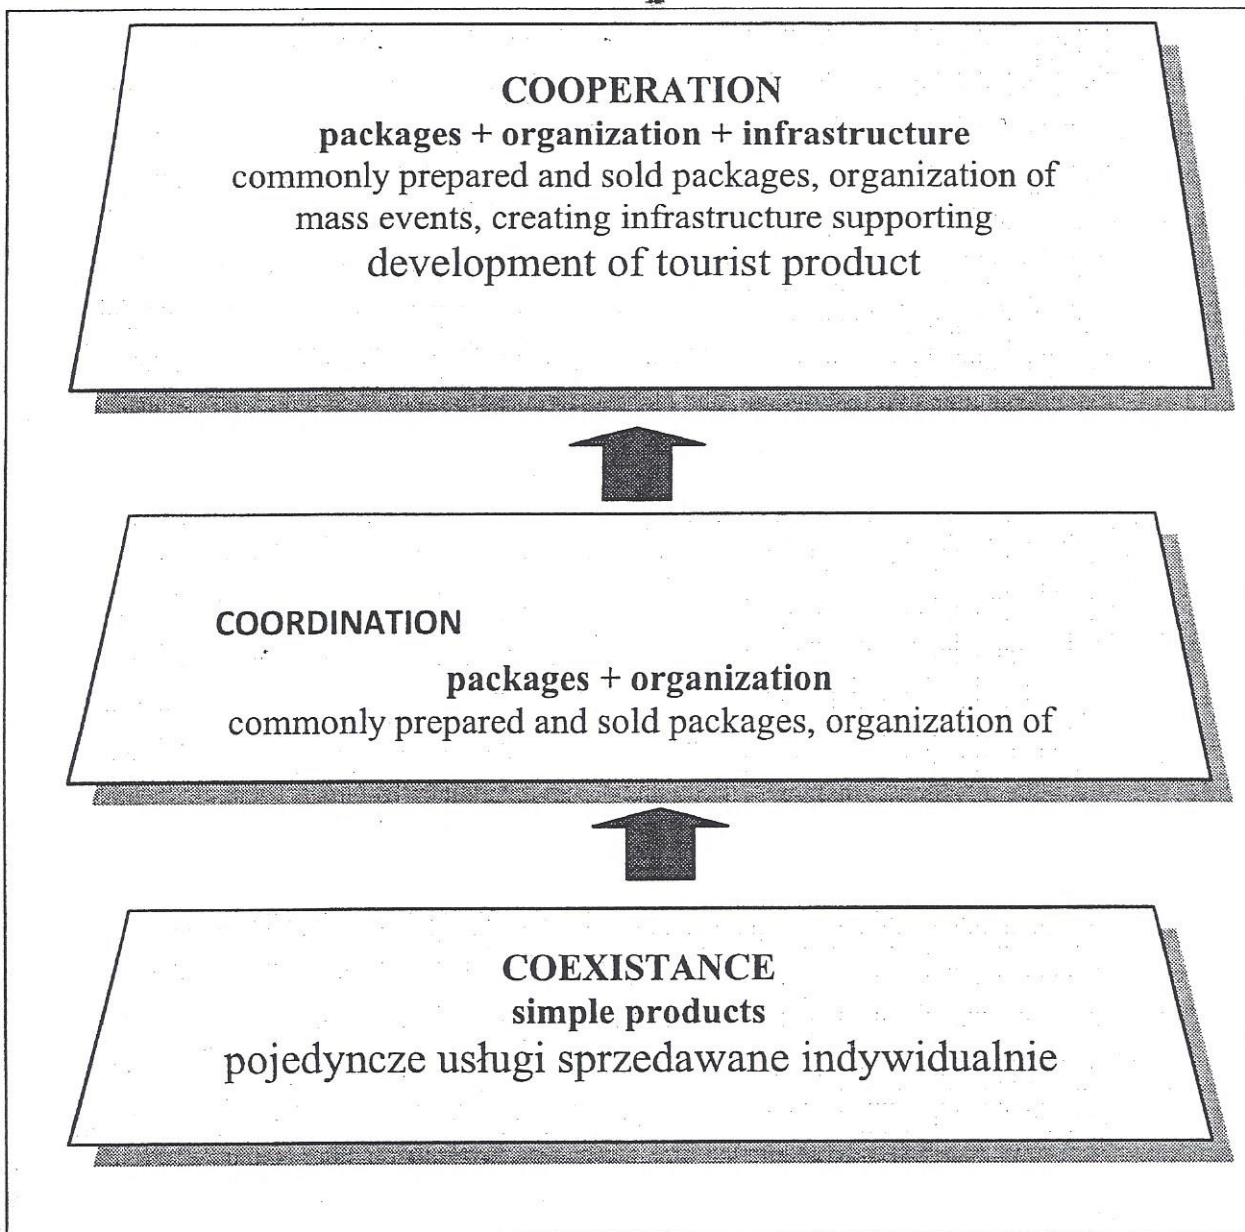 COOPERATION
packages + organization + infrastructure
commonly prepared and sold packages, organization of
mass events, creating infrastructure supporting
development of tourist product
COORDINATION
packages + organization
commonly prepared and sold packages, organization of
COEXISTANCE
simple products
pojedyncze usługi sprzedawane indywidualnie